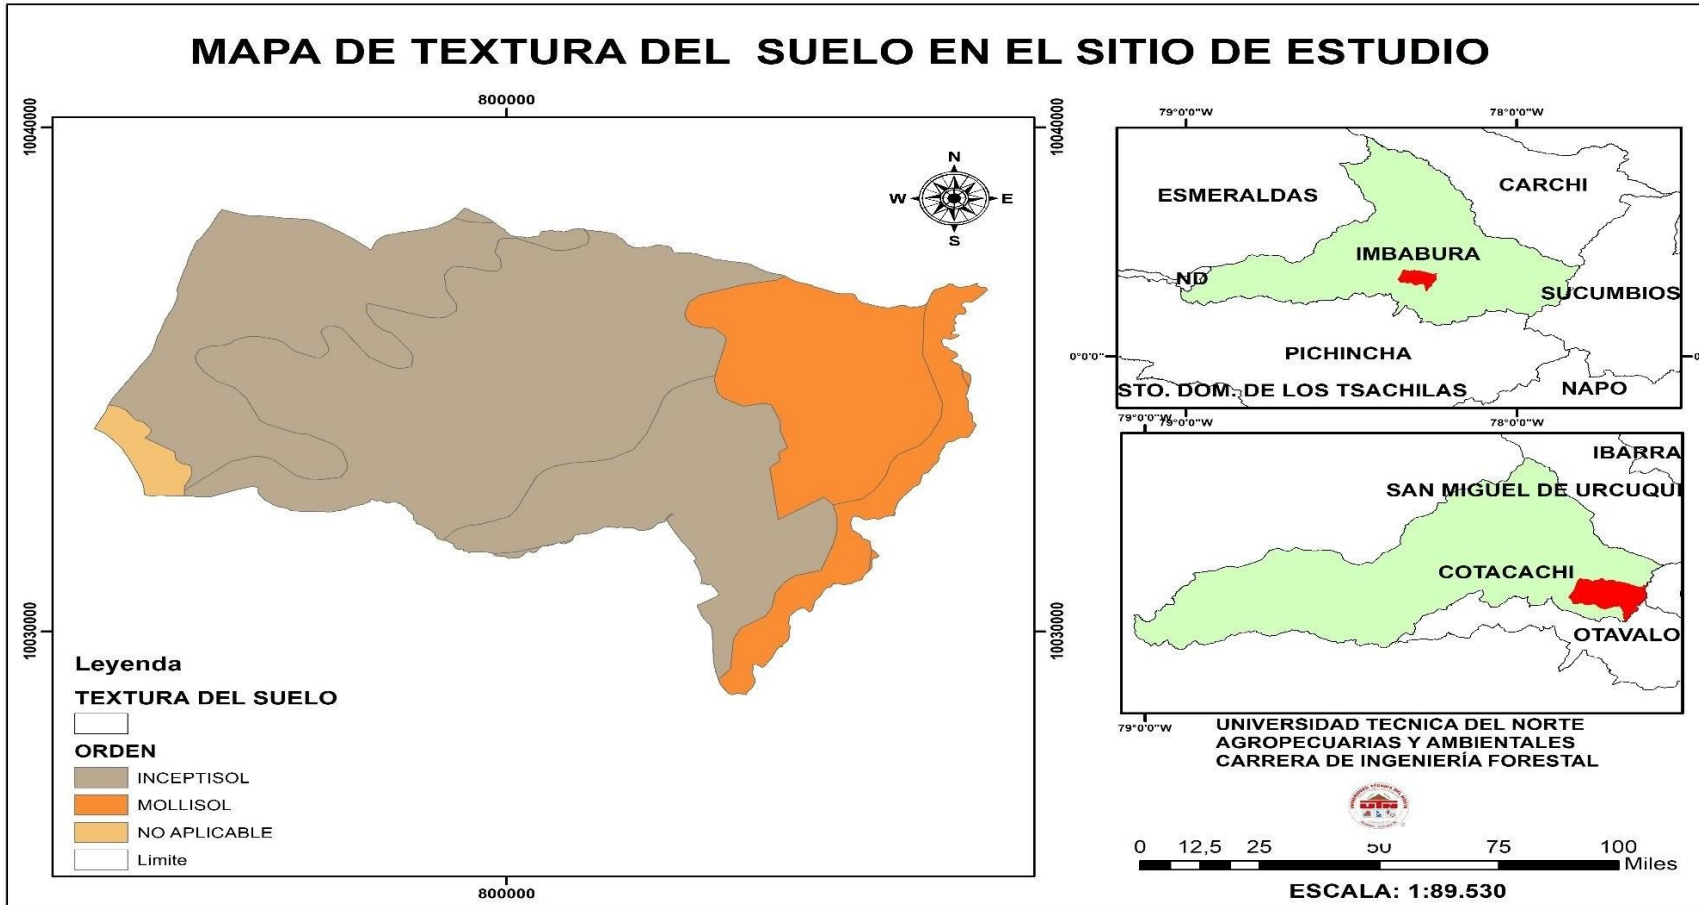 MAPA DE TEXTURA DEL SUELO EN EL SITIO DE ESTUDIO
800000
10040000
10040000
N
W E
S
10030000
10030000
800000
Leyenda
TEXTURA DEL SUELO
ORDEN
INCEPTISOL
MOLLISOL
NO APLICABLE
Limite
79°0'0"W 78°0'0"W
ESMERALDAS
CARCHI
IMBABURA
ND
SUCUMBIOS
0°0'0"
PICHINCHA
STO. DOM. DE LOS TSACHILAS
NAPO
79°0'0"W 79°0'0"W 78°0'0"W
IBARRA
SAN MIGUEL DE URCUQUI
COTACACHI
OTAVALO
79°0'0"W
UNIVERSIDAD TECNICA DEL NORTE
AGROPECUARIAS Y AMBIENTALES
CARRERA DE INGENIERÍA FORESTAL
UTN
0 12,5 25 50 75 100
Miles
ESCALA: 1:89.530